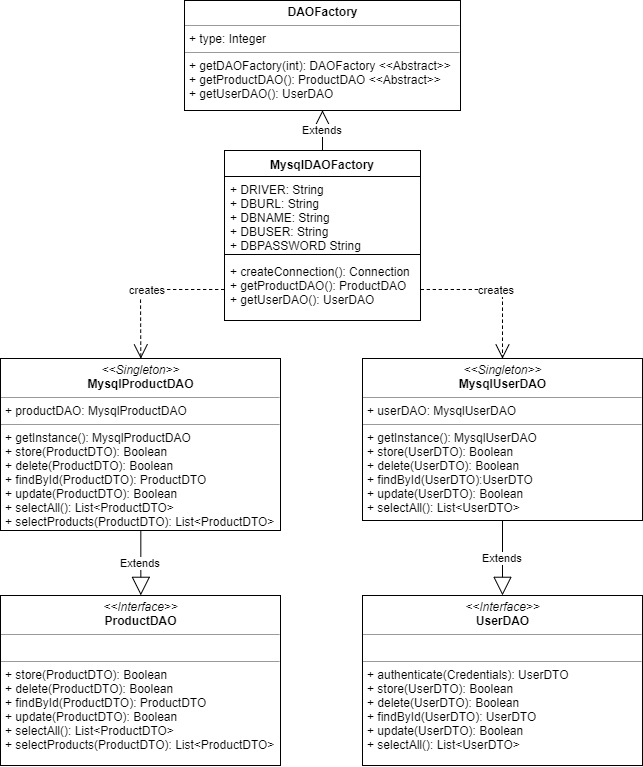 DAOFactory
+ type: Integer
+ getDAOFactory(int): DAOFactory <<Abstract>>
+ getProductDAO(): ProductDAO <<Abstract>>
+ getUserDAO(): UserDAO
Extends
MysqlDAOFactory
+ DRIVER: String
+ DBURL: String
+ DBNAME: String
+ DBUSER: String
+ DBPASSWORD String
+ createConnection(): Connection
+ getProductDAO(): ProductDAO
+ getUserDAO(): UserDAO
creates
creates
<<Singleton>>
MysqlProductDAO
+ productDAO: MysqlProductDAO
+ getInstance(): MysqlProductDAO
+ store(ProductDTO): Boolean
+ delete(ProductDTO): Boolean
+ findById(ProductDTO): ProductDTO
+ update(ProductDTO): Boolean
+ selectAll(): List<ProductDTO>
+ selectProducts(ProductDTO): List<ProductDTO>
<<Singleton>>
MysqlUserDAO
+ userDAO: MysqlUserDAO
+ getInstance(): MysqlUserDAO
+ store(UserDTO): Boolean
+ delete(UserDTO): Boolean
+ findById(UserDTO):UserDTO
+ update(UserDTO): Boolean
+ selectAll(): List<UserDTO>
Extends
Extends
<<Interface>>
ProductDAO
+ store(ProductDTO): Boolean
+ delete(ProductDTO): Boolean
+ findById(ProductDTO): ProductDTO
+ update(ProductDTO): Boolean
+ selectAll(): List<ProductDTO>
+ selectProducts(ProductDTO): List<ProductDTO>
<<Interface>>
UserDAO
+ authenticate(Credentials): UserDTO
+ store(UserDTO): Boolean
+ delete(UserDTO): Boolean
+ findById(UserDTO): UserDTO
+ update(UserDTO): Boolean
+ selectAll(): List<UserDTO>